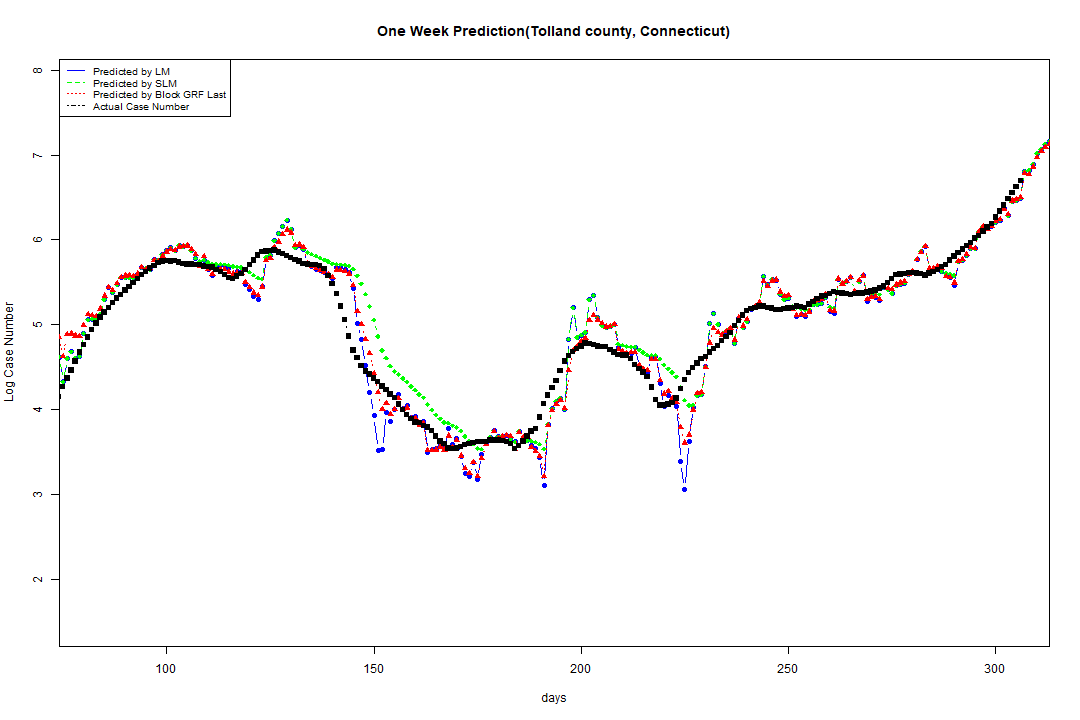 One Week Prediction(Tolland county, Connecticut)
Predicted by LM
Predicted by SLM
Predicted by Block GRF Last
Actual Case Number
8
7
6
5
4
3
2
Log Case Number
100 150 200 250 300
days